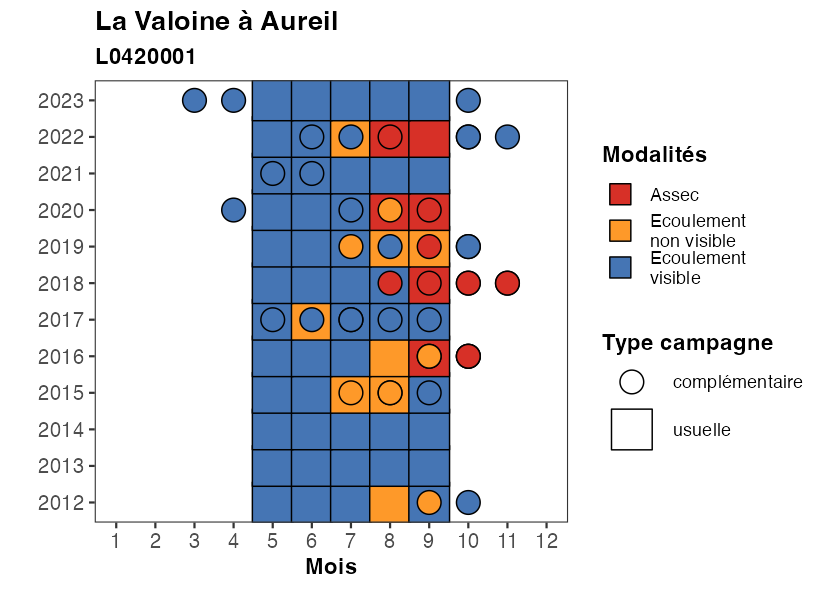 La Valoine à Aureil
L0420001
2023
2022
2021
2020
2019
2018
2017
2016
2015
2014
2013
2012
1 2 3 4 5 6 7 8 9 10 11 12
Mois
Modalités
Assec
Ecoulement
non visible
Ecoulement
visible
Type campagne
complémentaire
usuelle